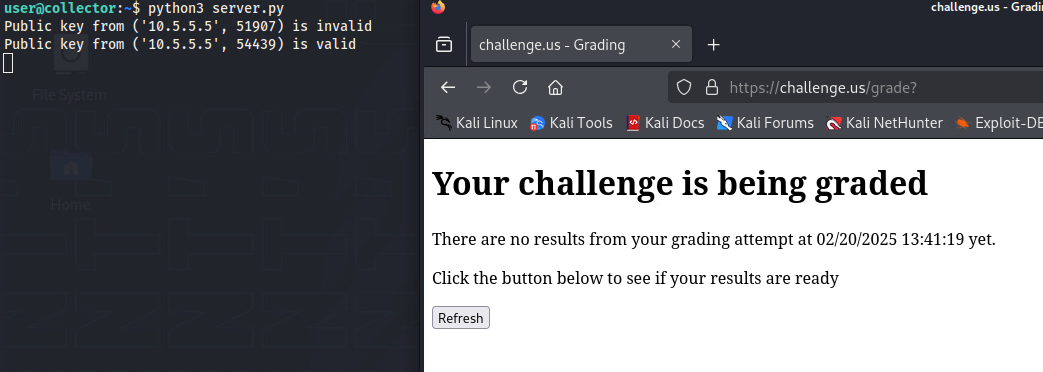 user@collector:~$ python3 server.py
Public key from ('10.5.5.5', 51907) is invalid
Public key from ('10.5.5.5', 54439) is valid
File System
Home
challenge.us - Gradi
challenge.us - Grading
https://challenge.us/grade?
Kali Linux Kali Tools Kali Docs Kali Forums Kali NetHunter Exploit-DB
Your challenge is being graded
There are no results from your grading attempt at 02/20/2025 13:41:19 yet.
Click the button below to see if your results are ready
Refresh